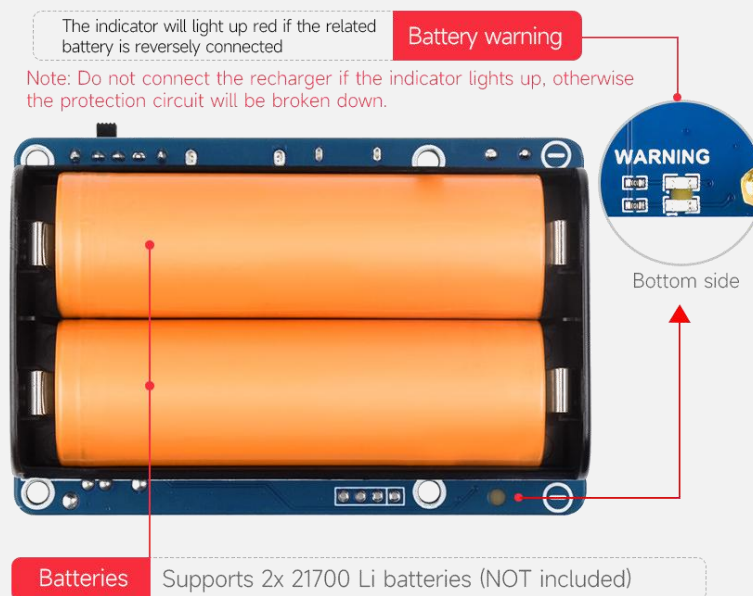 The indicator will light up red if the related
battery is reversely connected
Battery warning
Note: Do not connect the recharger if the indicator lights up, otherwise
the protection circuit will be broken down.
WARNING
Bottom side
Batteries
Supports 2x 21700 Li batteries (NOT included)